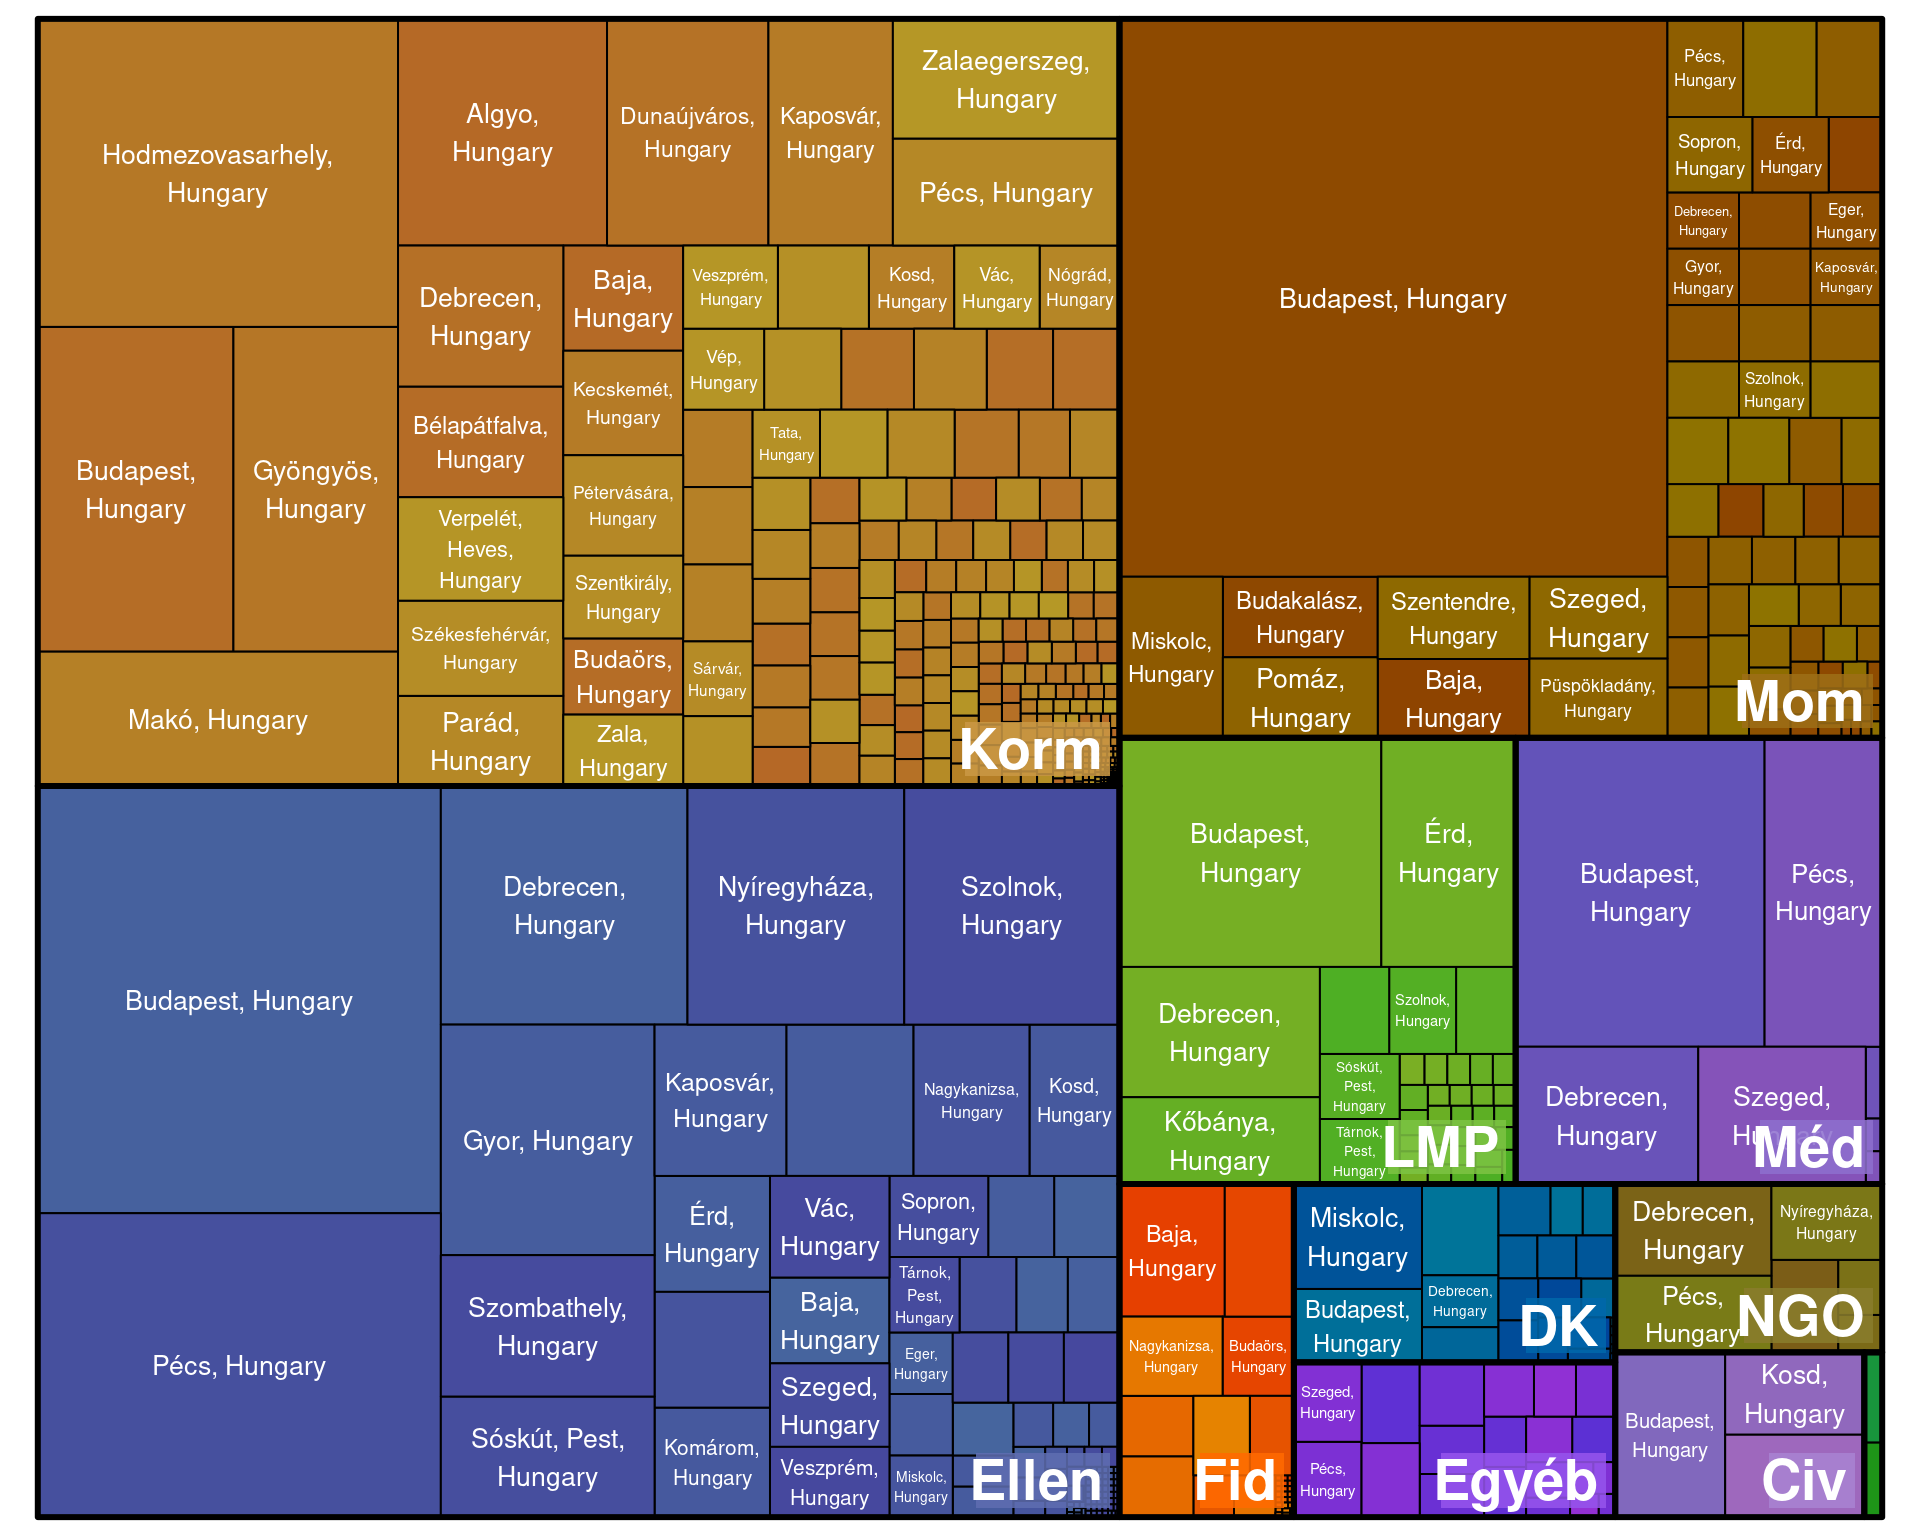 Hodmezovasarhely,
Hungary
Budapest,
Hungary
Gyöngyös,
Hungary
Makó, Hungary
Algyo,
Hungary
Dunaújváros,
Hungary
Kaposvár,
Hungary
Zalaegerszeg,
Hungary
Pécs, Hungary
Debrecen,
Hungary
Bélapátfalva,
Hungary
Verpelét,
Heves,
Hungary
Székesfehérvár,
Hungary
Parád,
Hungary
Baja,
Hungary
Kecskemét,
Hungary
Pétervására,
Hungary
Szentkirály,
Hungary
Budaörs,
Hungary
Zala,
Hungary
Veszprém,
Hungary
Kosd,
Hungary
Vác,
Hungary
Nógrád,
Hungary
Vép,
Hungary
Tata,
Hungary
Sárvár,
Hungary
Korm
Budapest, Hungary
Pécs,
Hungary
Sopron,
Hungary
Érd,
Hungary
Debrecen,
Hungary
Eger,
Hungary
Gyor,
Hungary
Kaposvár,
Hungary
Szolnok,
Hungary
Miskolc,
Hungary
Budakalász,
Hungary
Pomáz,
Hungary
Szentendre,
Hungary
Baja,
Hungary
Szeged,
Hungary
Püspökladány,
Hungary
Mom
Budapest, Hungary
Pécs, Hungary
Debrecen,
Hungary
Nyíregyháza,
Hungary
Szolnok,
Hungary
Gyor, Hungary
Szombathely,
Hungary
Sóskút, Pest,
Hungary
Kaposvár,
Hungary
Nagykanizsa,
Hungary
Kosd,
Hungary
Érd,
Hungary
Komárom,
Hungary
Vác,
Hungary
Baja,
Hungary
Szeged,
Hungary
Veszprém,
Hungary
Sopron,
Hungary
Tárnok,
Pest,
Hungary
Eger,
Hungary
Miskolc,
Hungary
Ellen
Budapest,
Hungary
Érd,
Hungary
Debrecen,
Hungary
Kőbánya,
Hungary
Szolnok,
Hungary
Sóskút,
Pest,
Hungary
Tárnok,
Pest,
Hungary
LMP
Budapest,
Hungary
Pécs,
Hungary
Debrecen,
Hungary
Szeged,
Hungary
Méd
Baja,
Hungary
Nagykanizsa,
Hungary
Budaörs,
Hungary
Fid
Miskolc,
Hungary
Budapest,
Hungary
Debrecen,
Hungary
DK
Szeged,
Hungary
Pécs,
Hungary
Egyéb
Debrecen,
Hungary
Nyíregyháza,
Hungary
Pécs,
Hungary
NGO
Budapest,
Hungary
Kosd,
Hungary
Civ